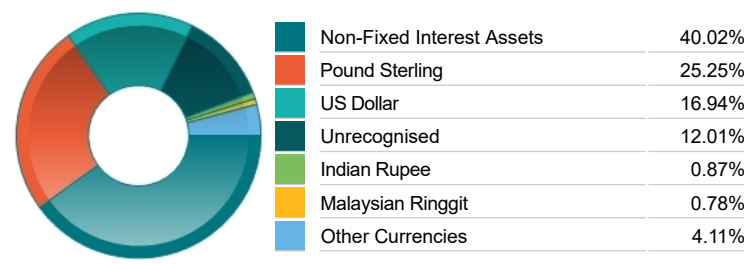 Non-Fixed Interest Assets 40.02%
Pound Sterling 25.25%
US Dollar 16.94%
Unrecognised 12.01%
Indian Rupee 0.87%
Malaysian Ringgit 0.78%
Other Currencies 4.11%